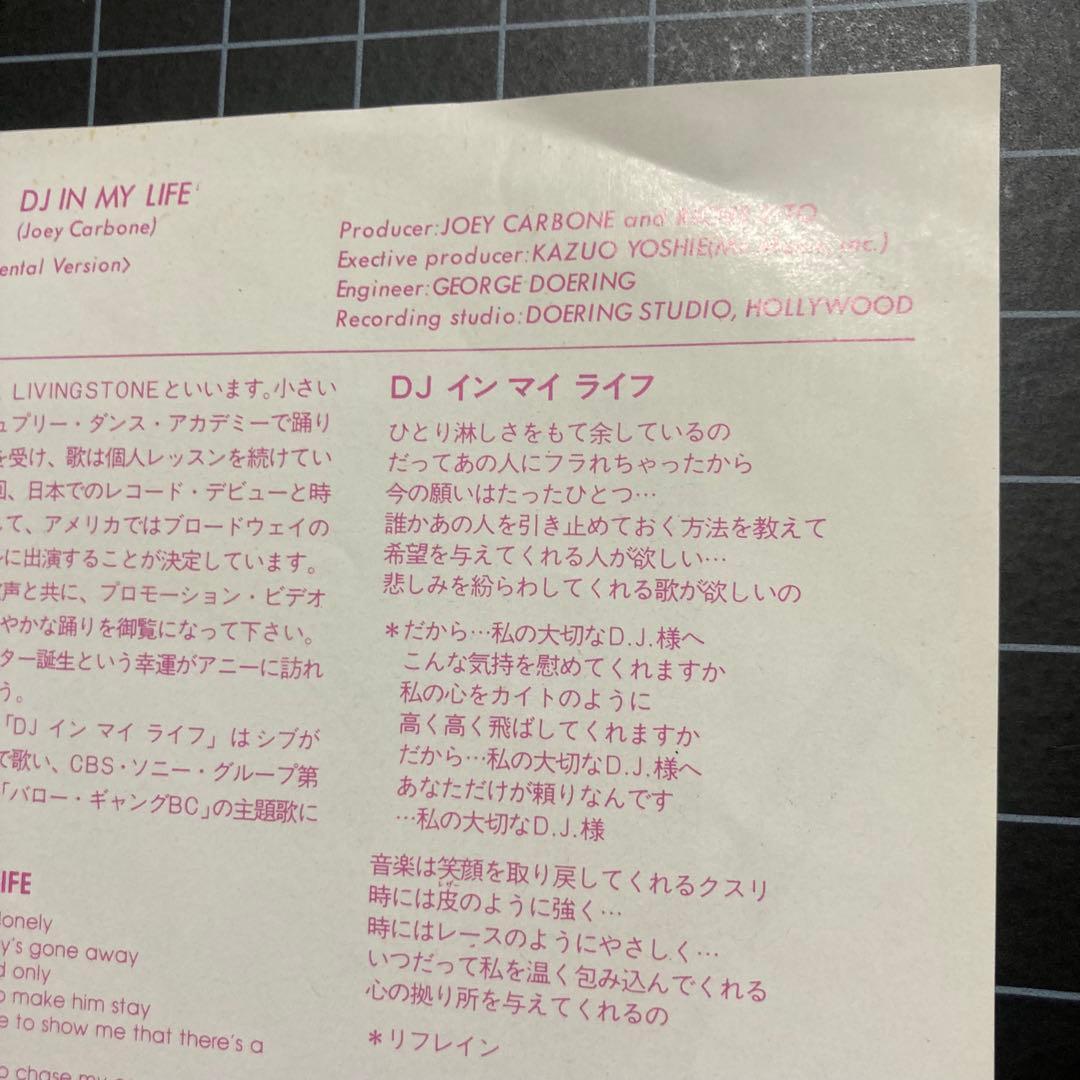 DJ IN MY LIFE
(Joey Carbone)
ental Version〉
Producer:JOEY CARBONE and
Exective producer:KAZUO YOSHIE
Engineer:GEORGE DOERING
Recording studio:DOERING STUDIO, HOLLYWOOD
LIVINGSTONEといいます。小さい
ュプリー・ダンス・アカデミーで踊り
を受け、歌は個人レッスンを続けてい
回、日本でのレコード・デビューと時
して、アメリカではブロードウェイの
ルに出演することが決定しています。
声と共に、プロモーション・ビデオ
やかな踊りを御覧になって下さい。
ター誕生という幸運がアニーに訪れ
う。
「DJ イン マイ ライフ」はシブが
で歌い、CBS・ソニー・グループ第
「バロー・ギャングBC」の主題歌に
IFE
lonely
y's gone away
d only
o make him stay
e to show me that there's a
o chase my
DJ イン マイ ライフ
ひとり淋しさをもて余しているの
だってあの人にフラれちゃったから
今の願いはたったひとつ…
誰かあの人を引き止めておく方法を教えて
希望を与えてくれる人が欲しい…
悲しみを紛らわしてくれる歌が欲しいの
*だから…私の大切なD.J.様へ
こんな気持を慰めてくれますか
私の心をカイトのように
高く高く飛ばしてくれますか
だから…私の大切なD.J.様へ
あなただけが頼りなんです
…私の大切なD.J.様
音楽は笑顔を取り戻してくれるクスリ
時には皮のように強く…
時にはレースのようにやさしく…
いつだって私を温く包み込んでくれる
心の拠り所を与えてくれるの
*リフレイン